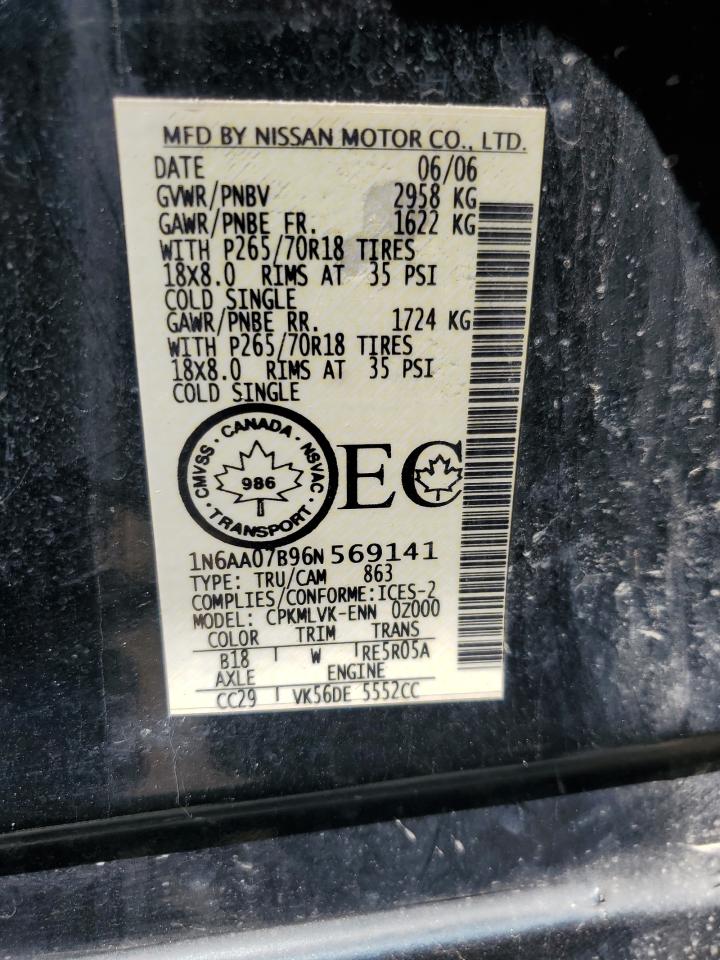 MFD BY NISSAN MOTOR CO., LTD.
DATE 06/06
GVWR/PNBV 2958 KG
GAWR/PNBE FR. 1622 KG
WITH P265/70R18 TIRES
18X8.0 RIMS AT 35 PSI
COLD SINGLE
GAWR/PNBE RR. 1724 KG
WITH P265/70R18 TIRES
18X8.0 RIMS AT 35 PSI
COLD SINGLE
CMVSS · CANADA · NSVAC
986
· TRANSPORT ·
EC
1N6AA07B96N569141
TYPE: TRU/CAM 863
COMPLIES/CONFORME:ICES-2
MODEL: CPKMLVK-ENN 0Z000
COLOR TRIM TRANS
B18 W RE5R05A
AXLE ENGINE
CC29 VK56DE 5552CC